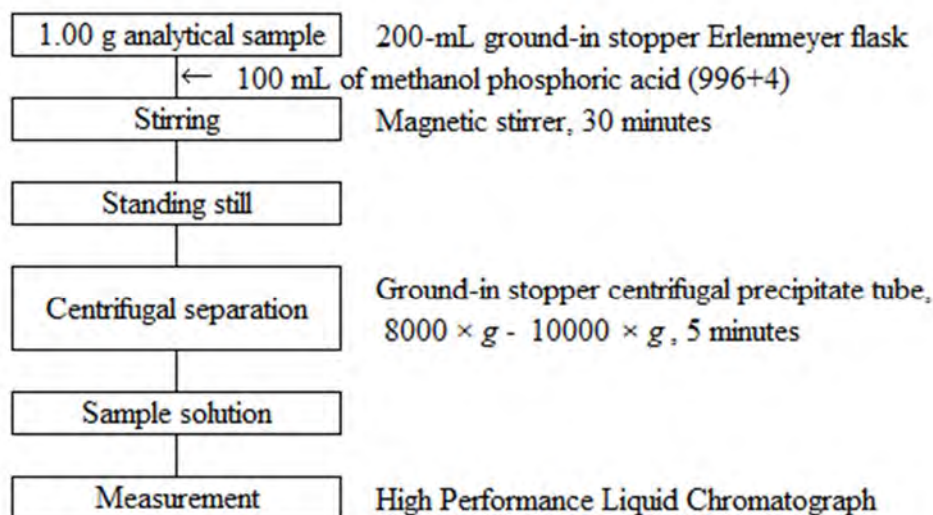 1.00 g analytical sample 200-mL ground-in stopper Erlenmeyer flask
← 100 mL of methanol phosphoric acid (996+4)
Stirring Magnetic stirrer, 30 minutes
Standing still
Centrifugal separation
Ground-in stopper centrifugal precipitate tube,
8000 × g - 10000 × g, 5 minutes
Sample solution
Measurement High Performance Liquid Chromatograph